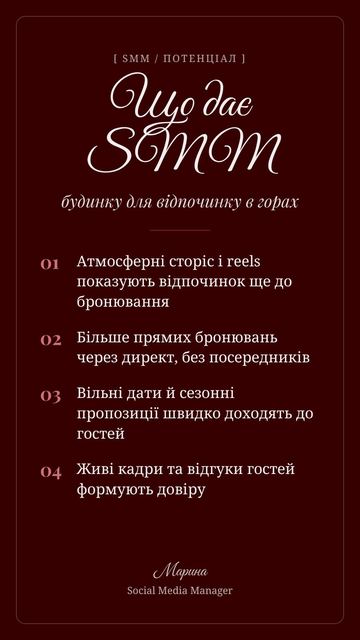 [ SMM / ПОТЕНЦІАЛ ]
Що дає
SMM
будинку для відпочинку в горах
01 Атмосферні сторіс і reels
показують відпочинок ще до
бронювання
02 Більше прямих бронювань
через директ, без посередників
03 Вільні дати й сезонні
пропозиції швидко доходять до
гостей
04 Живі кадри та відгуки гостей
формують довіру
Марина
Social Media Manager